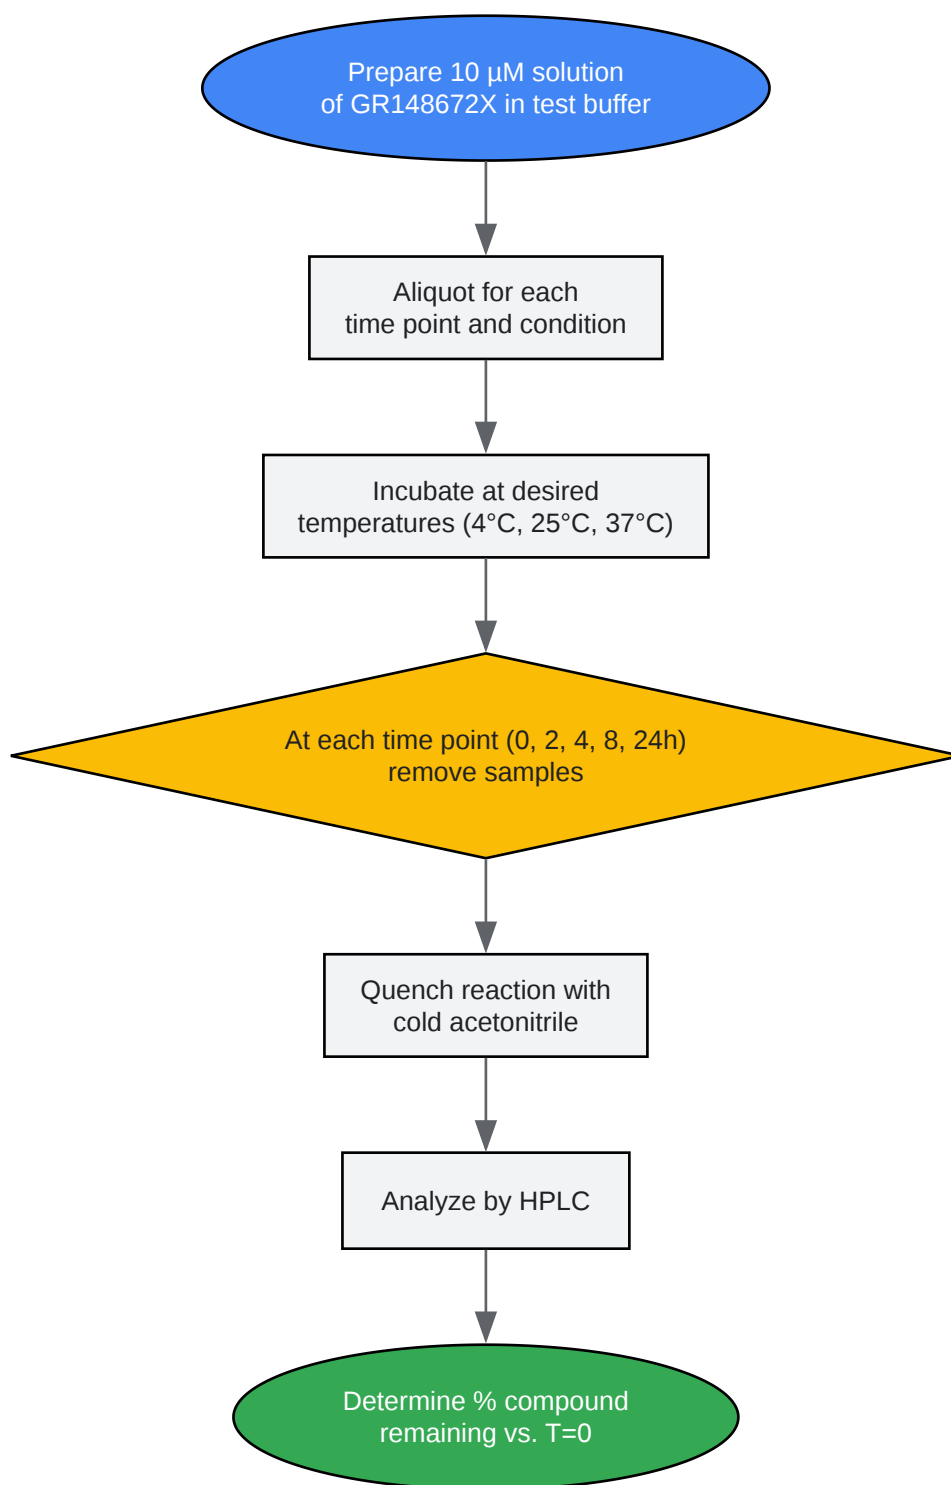 Prepare 10 µM solution
of GR148672X in test buffer
Aliquot for each
time point and condition
Incubate at desired
temperatures (4°C, 25°C, 37°C)
At each time point (0, 2, 4, 8, 24h)
remove samples
Quench reaction with
cold acetonitrile
Analyze by HPLC
Determine % compound
remaining vs. T=0